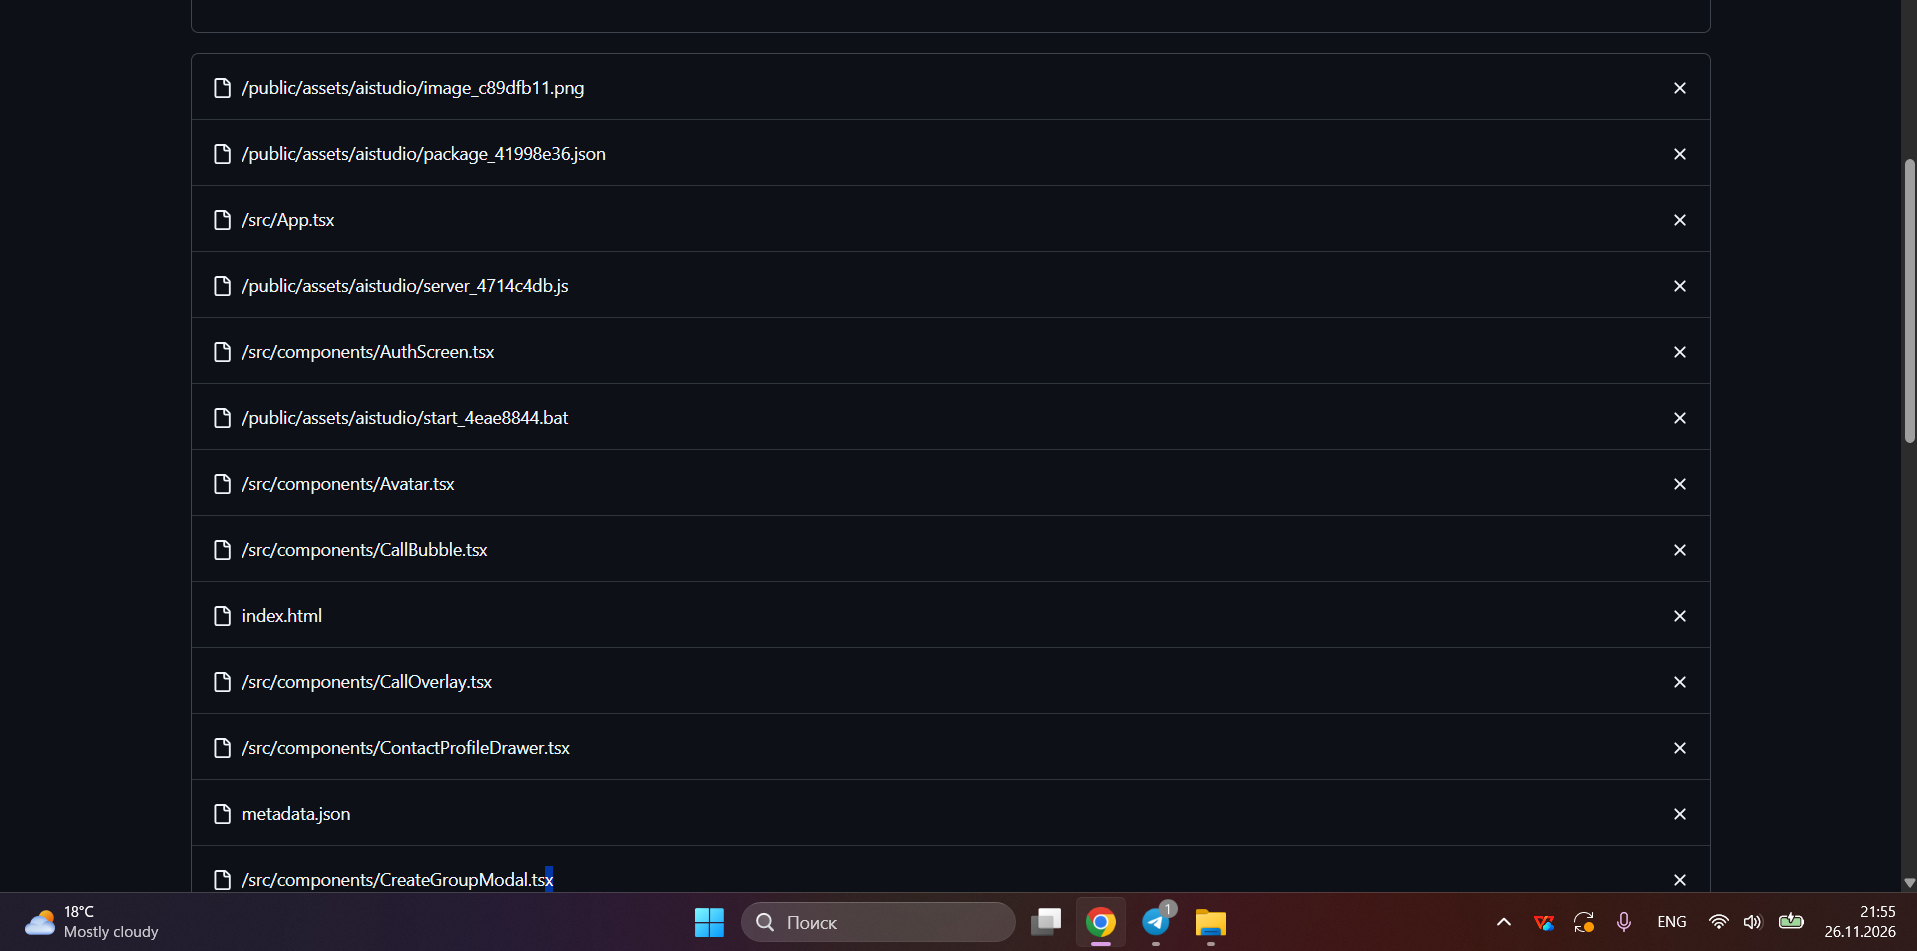 /public/assets/aistudio/image_c89dfb11.png
/public/assets/aistudio/package_41998e36.json
/src/App.tsx
/public/assets/aistudio/server_4714c4db.js
/src/components/AuthScreen.tsx
/public/assets/aistudio/start_4eae8844.bat
/src/components/Avatar.tsx
/src/components/CallBubble.tsx
index.html
/src/components/CallOverlay.tsx
/src/components/ContactProfileDrawer.tsx
metadata.json
/src/components/CreateGroupModal.tsx
18°C
Mostly cloudy
Поиск
1
ENG
21:55
26.11.2026